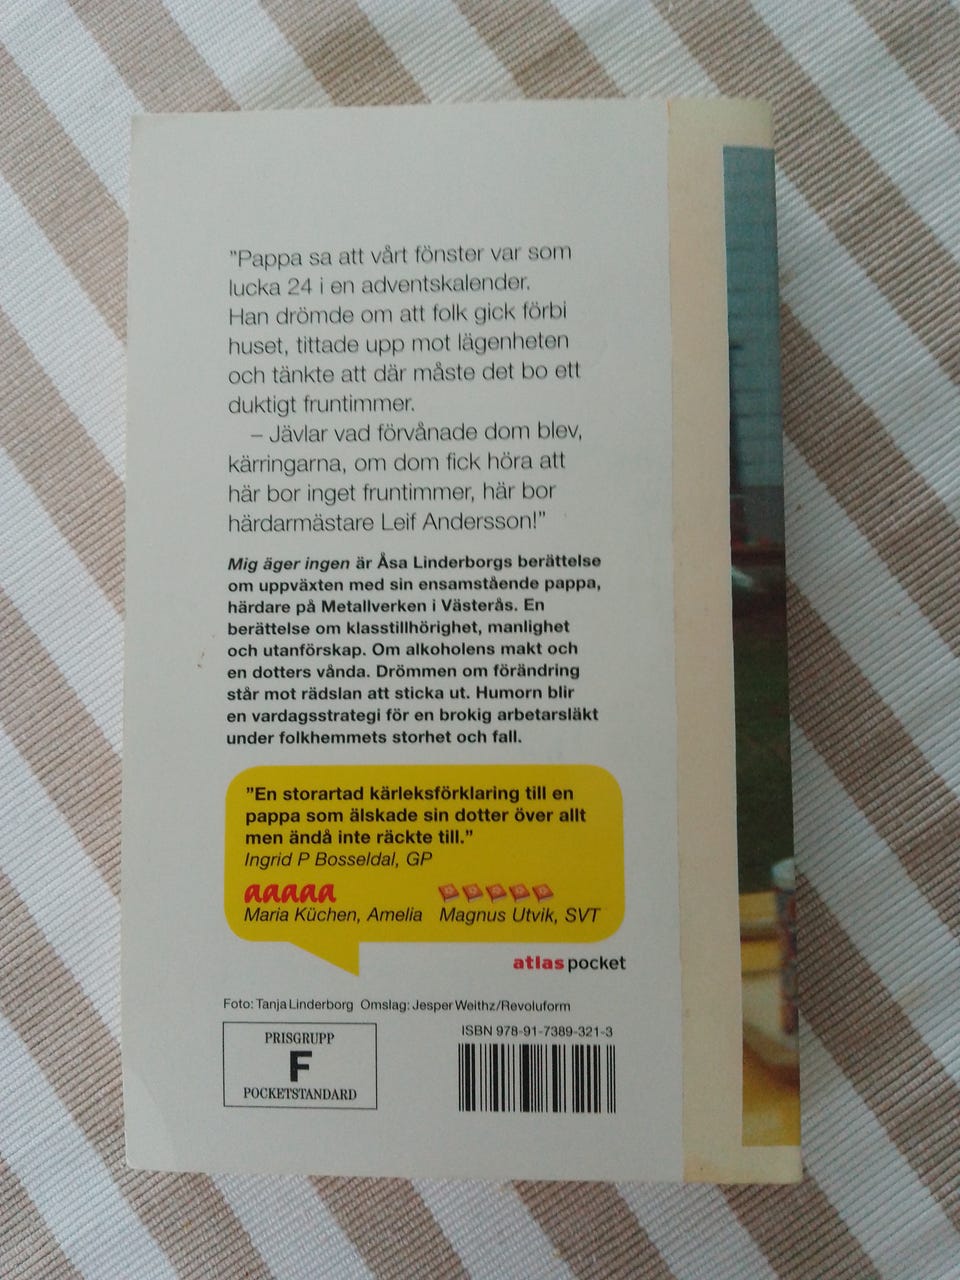 ”Pappa sa att vårt fönster var som
lucka 24 i en adventskalender.
Han drömde om att folk gick förbi
huset, tittade upp mot lägenheten
och tänkte att där måste det bo ett
duktigt fruntimmer.
– Jävlar vad förvånade dom blev,
kärringarna, om dom fick höra att
här bor inget fruntimmer, här bor
härdarmästare Leif Andersson!”
Mig äger ingen är Åsa Linderborgs berättelse
om uppväxten med sin ensamstående pappa,
härdare på Metallverken i Västerås. En
berättelse om klasstillhörighet, manlighet
och utanförskap. Om alkoholens makt och
en dotters vånda. Drömmen om förändring
står mot rädslan att sticka ut. Humorn blir
en vardagsstrategi för en brokig arbetarsläkt
under folkhemmets storhet och fall.
”En storartad kärleksförklaring till en
pappa som älskade sin dotter över allt
men ändå inte räckte till.”
Ingrid P Bosseldal, GP
aaaaa
Maria Küchen, Amelia Magnus Utvik, SVT
atlas pocket
Foto: Tanja Linderborg Omslag: Jesper Weithz/Revoluform
PRISGRUPP
F
POCKETSTANDARD
ISBN 978-91-7389-321-3